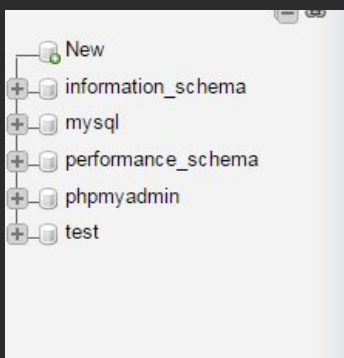 New
information_schema
mysql
performance_schema
phpmyadmin
test